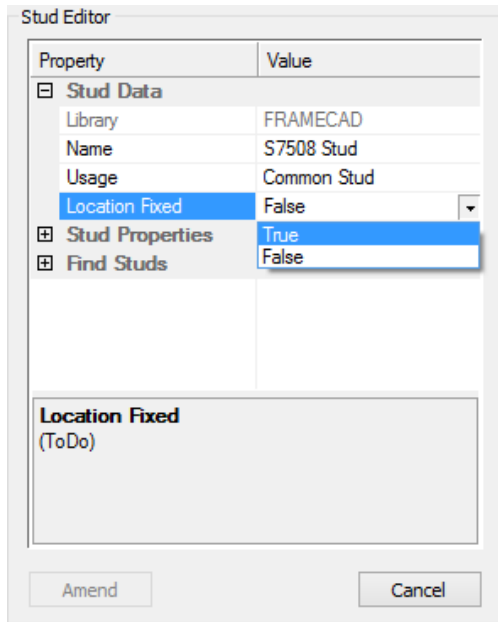 Stud Editor
Property Value
Stud Data
Library FRAMECAD
Name S7508 Stud
Usage Common Stud
Location Fixed False
Stud Properties True
Find Studs False
Location Fixed
(ToDo)
Amend Cancel